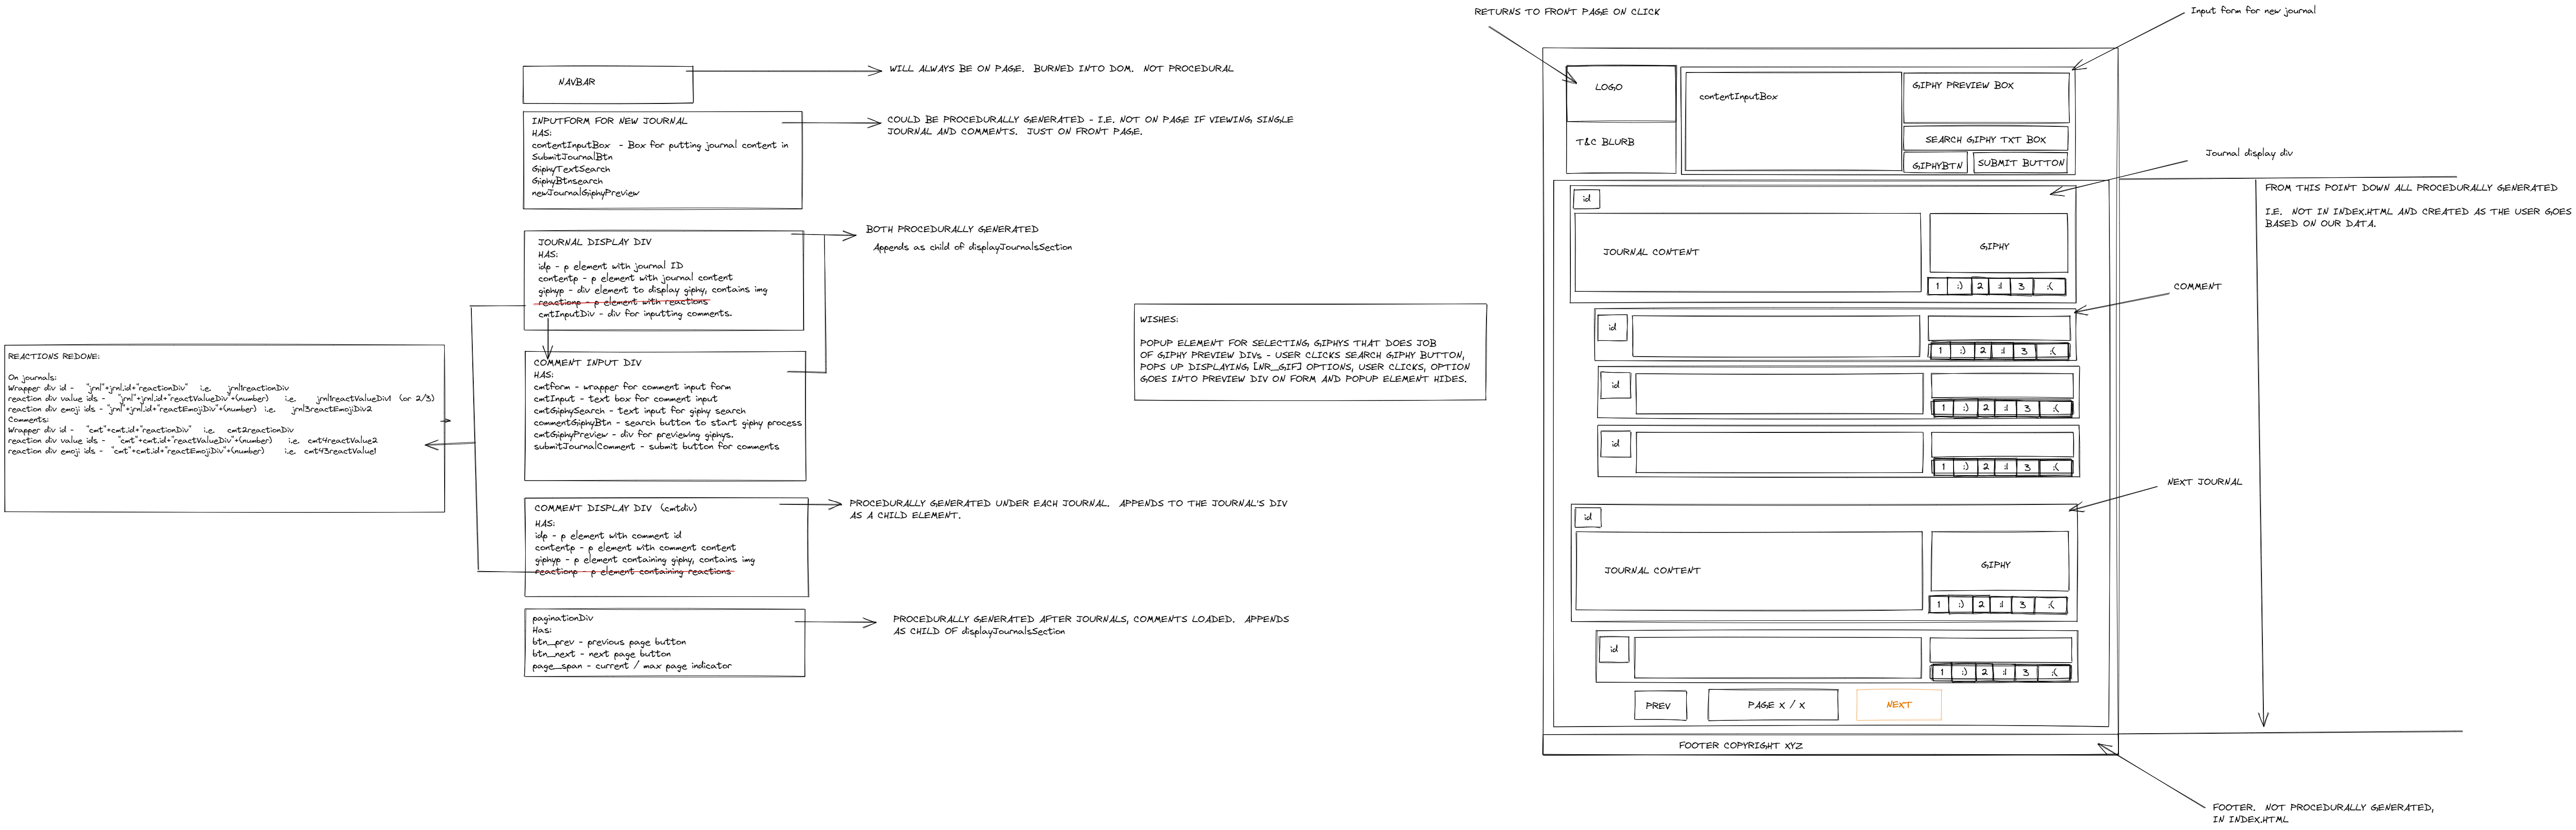 REACTIONS REDONE:
On journals:
Wrapper div id - "jrnl"+jrnl.id+"reactionDiv" i.e. jrnl1reactionDiv
reaction div value ids - "jrnl"+jrnl.id+"reactValueDiv"+(number) i.e. jrnl1reactValueDiv1 (or 2/3)
reaction div emoji ids - "jrnl"+jrnl.id+"reactEmojiDiv"+(number) i.e. jrnl3reactEmojiDiv2
Comments:
Wrapper div id - "cmt"+cmt.id+"reactionDiv" i.e. cmt2reactionDiv
reaction div value ids - "cmt"+cmt.id+"reactValueDiv"+(number) i.e. cmt4reactValue2
reaction div emoji ids - "cmt"+cmt.id+"reactEmojiDiv"+(number) i.e. cmt43reactValue1
NAVBAR
WILL ALWAYS BE ON PAGE. BURNED INTO DOM. NOT PROCEDURAL
INPUTFORM FOR NEW JOURNAL
HAS:
contentInputBox - Box for putting journal content in
SubmitJournalBtn
GiphyTextSearch
GiphyBtnsearch
newJournalGiphyPreview
COULD BE PROCEDURALLY GENERATED - I.E. NOT ON PAGE IF VIEWING SINGLE
JOURNAL AND COMMENTS. JUST ON FRONT PAGE.
JOURNAL DISPLAY DIV
HAS:
idp - p element with journal ID
contentp - p element with journal content
giphyp - div element to display giphy, contains img
reactionp - p element with reactions
cmtInputDiv - div for inputting comments.
BOTH PROCEDURALLY GENERATED
Appends as child of displayJournalsSection
COMMENT INPUT DIV
HAS:
cmtform - wrapper for comment input form
cmtInput - text box for comment input
cmtGiphySearch - text input for giphy search
commentGiphyBtn - search button to start giphy process
cmtGiphyPreview - div for previewing giphys.
submitJournalComment - submit button for comments
COMMENT DISPLAY DIV (cmtdiv)
HAS:
idp - p element with comment id
contentp - p element with comment content
giphyp - p element containing giphy, contains img
reactionp - p element containing reactions
PROCEDURALLY GENERATED UNDER EACH JOURNAL. APPENDS TO THE JOURNAL'S DIV
AS A CHILD ELEMENT.
paginationDiv
Has:
btn_prev - previous page button
btn_next - next page button
page_span - current / max page indicator
PROCEDURALLY GENERATED AFTER JOURNALS, COMMENTS LOADED. APPENDS
AS CHILD OF displayJournalsSection
WISHES:
POPUP ELEMENT FOR SELECTING GIPHYS THAT DOES JOB
OF GIPHY PREVIEW DIVs - USER CLICKS SEARCH GIPHY BUTTON,
POPS UP DISPLAYING [NR_GIF] OPTIONS, USER CLICKS, OPTION
GOES INTO PREVIEW DIV ON FORM AND POPUP ELEMENT HIDES.
RETURNS TO FRONT PAGE ON CLICK
Input form for new journal
LOGO
T&C BLURB
contentInputBox
GIPHY PREVIEW BOX
SEARCH GIPHY TXT BOX
GIPHYBTN
SUBMIT BUTTON
Journal display div
FROM THIS POINT DOWN ALL PROCEDURALLY GENERATED
I.E. NOT IN INDEX.HTML AND CREATED AS THE USER GOES
BASED ON OUR DATA.
id
JOURNAL CONTENT
GIPHY
1 :) 2 :| 3 :(
COMMENT
id
1 :) 2 :| 3 :(
id
1 :) 2 :| 3 :(
id
1 :) 2 :| 3 :(
NEXT JOURNAL
id
JOURNAL CONTENT
GIPHY
1 :) 2 :| 3 :(
id
1 :) 2 :| 3 :(
PREV
PAGE X / X
NEXT
FOOTER COPYRIGHT XYZ
FOOTER. NOT PROCEDURALLY GENERATED,
IN INDEX.HTML